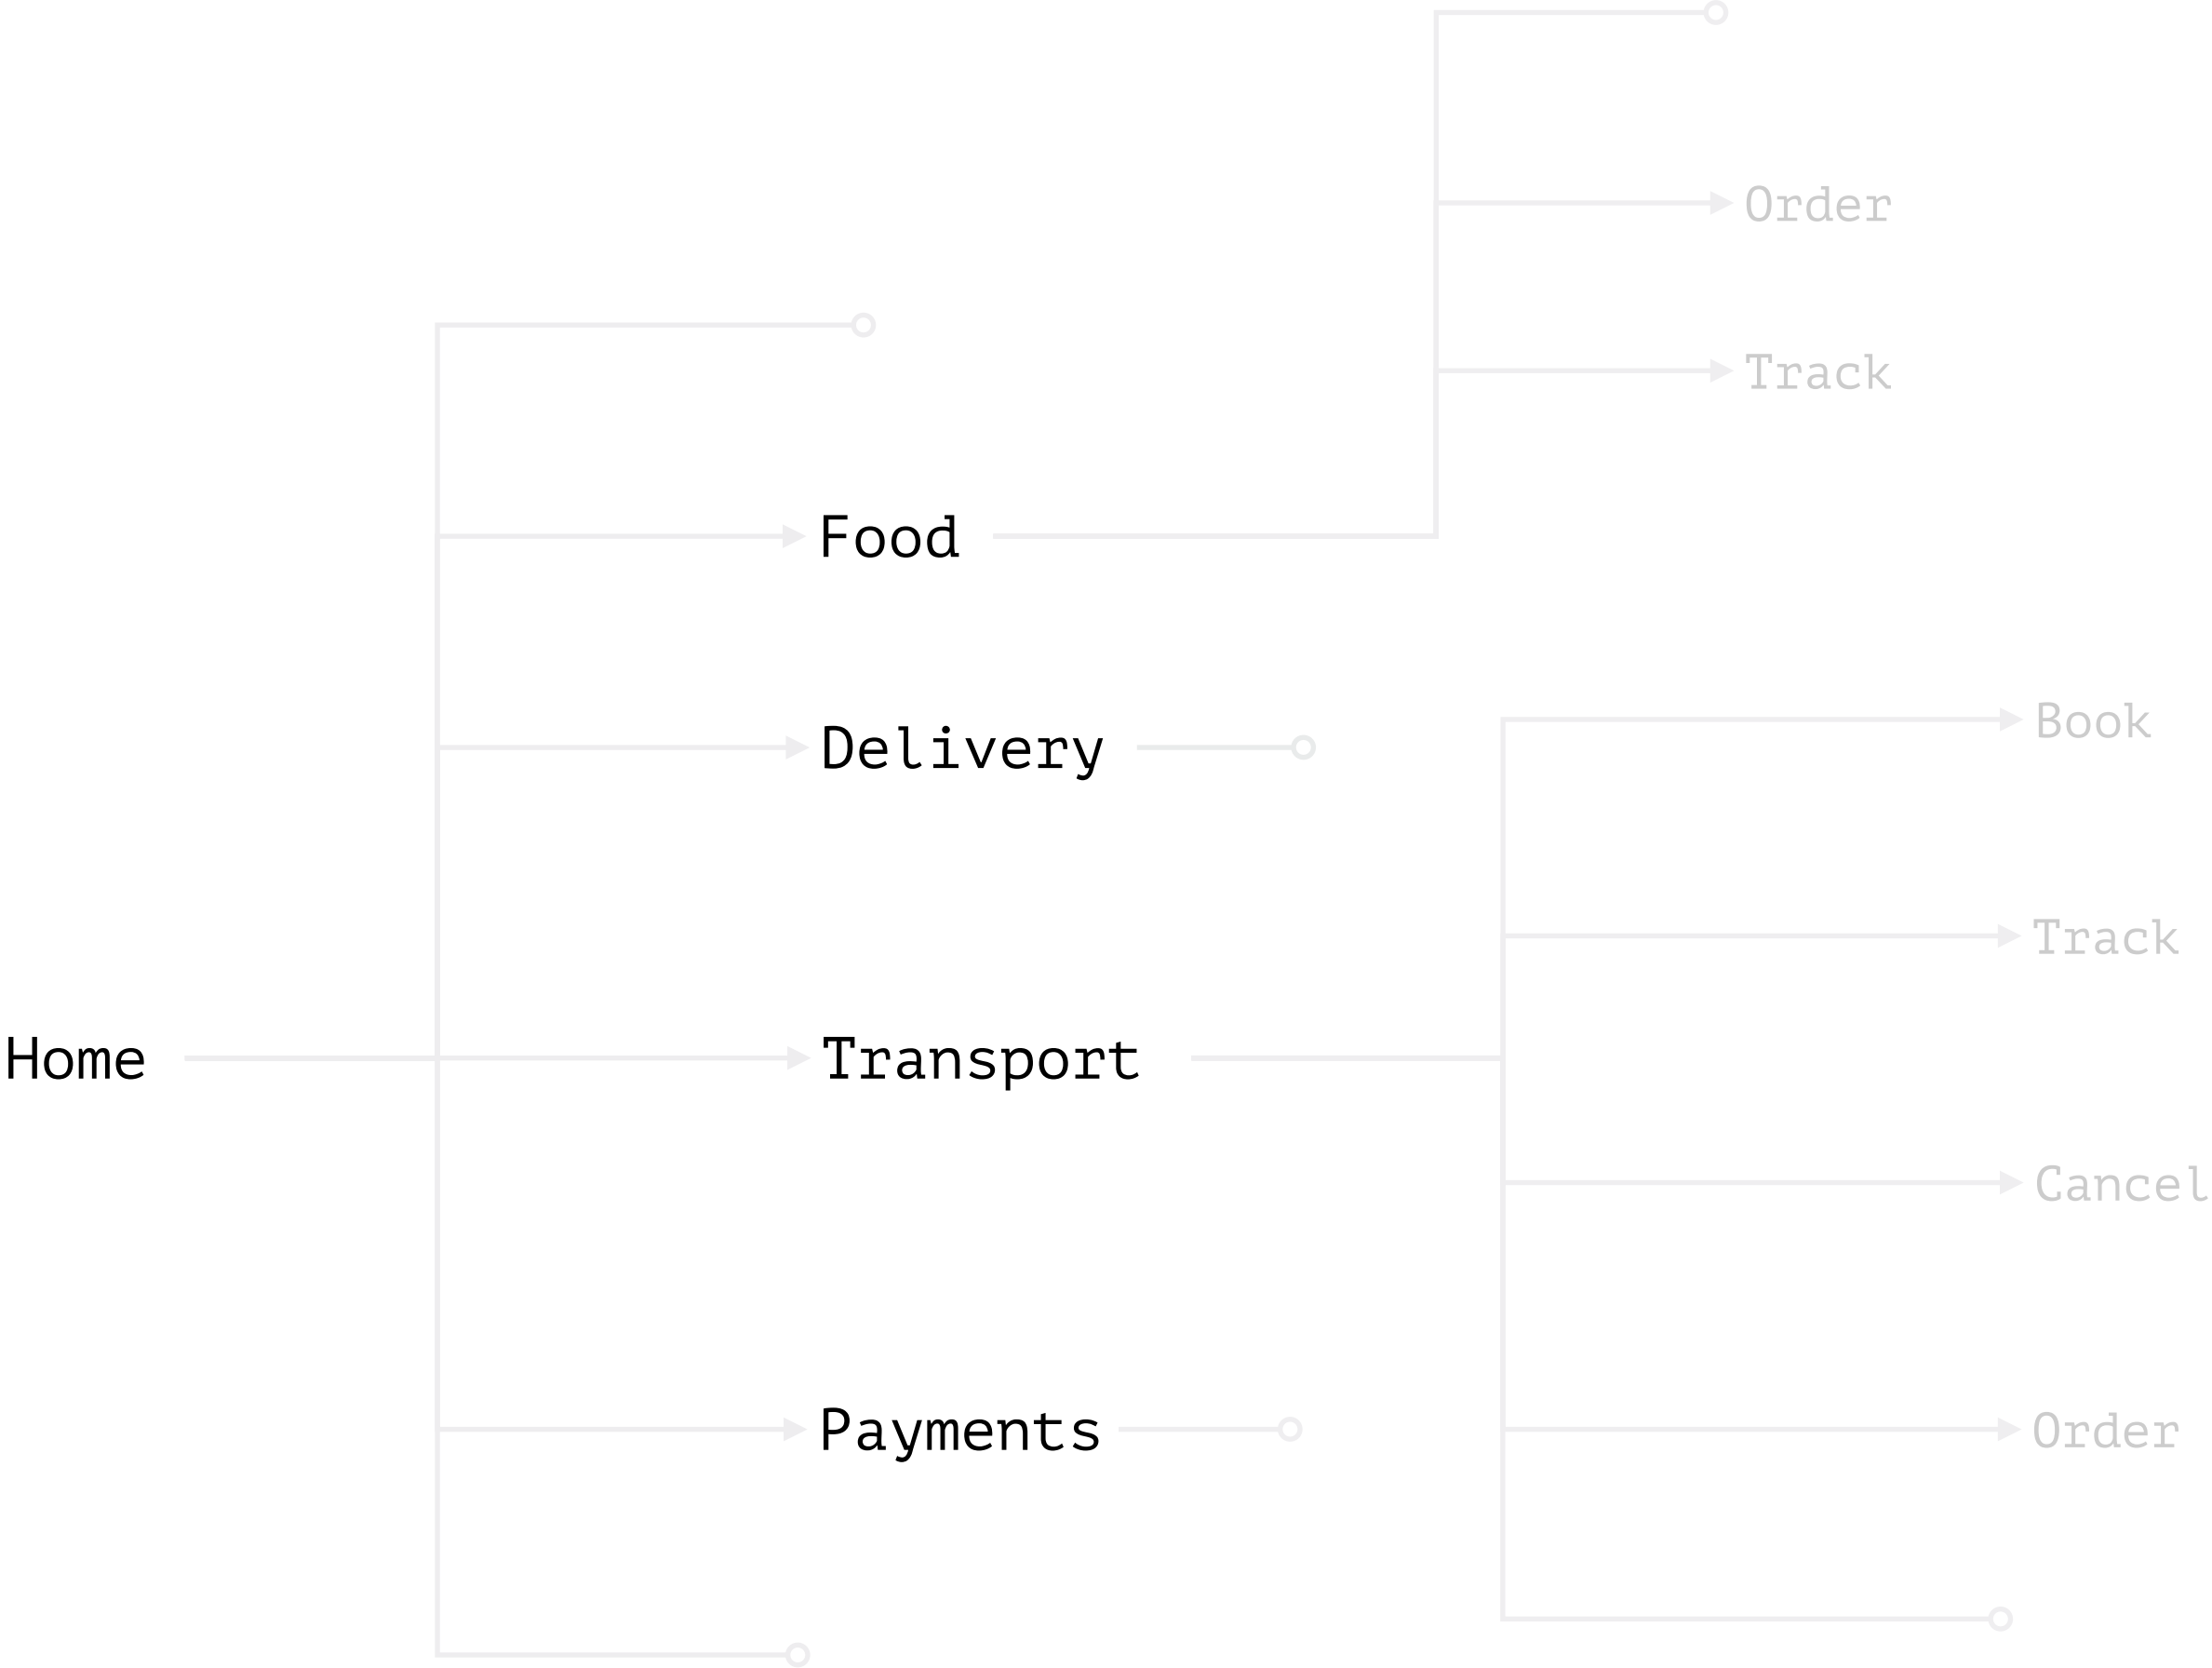 Home
Food
Order
Track
Delivery
Transport
Book
Track
Cancel
Order
Payments